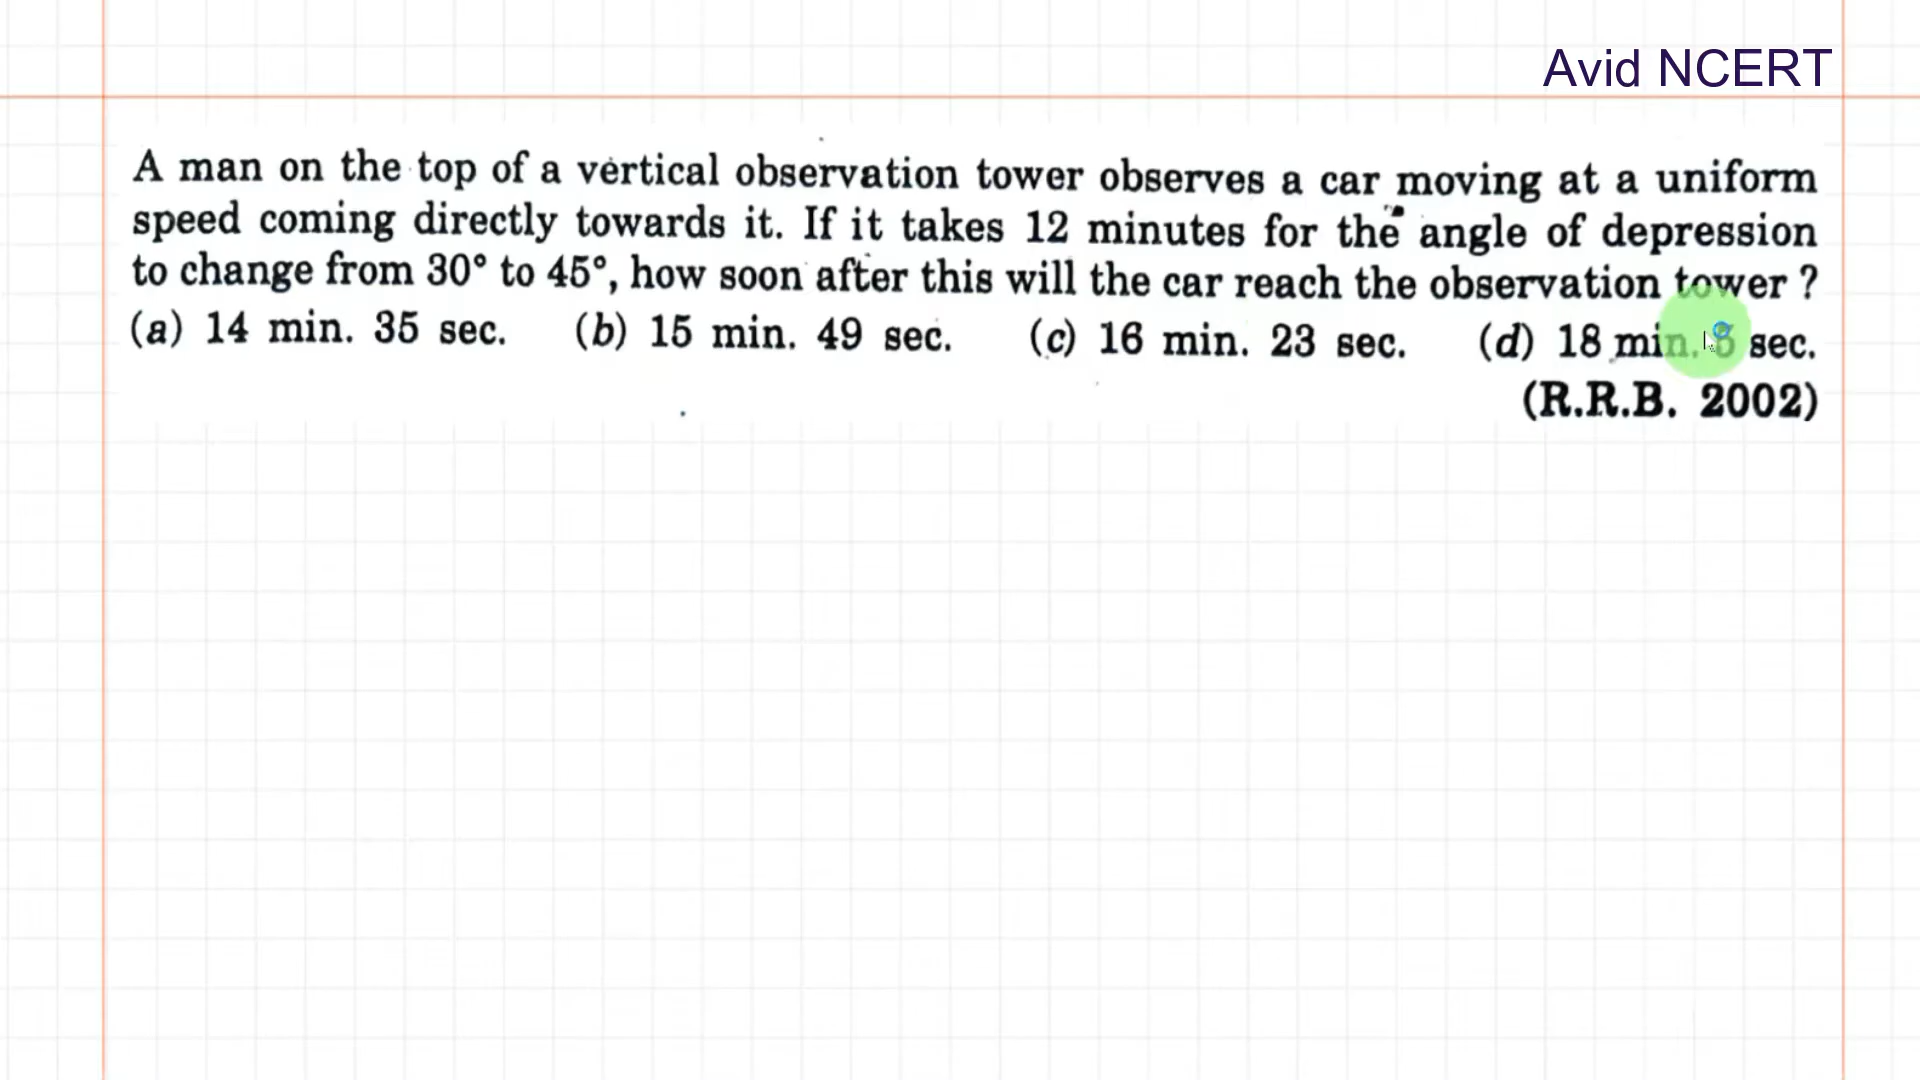 Avid NCERT
A man on the top of a vertical observation tower observes a car moving at a uniform
speed coming directly towards it. If it takes 12 minutes for the angle of depression
to change from 30° to 45°, how soon after this will the car reach the observation tower ?
(a) 14 min. 35 sec. (b) 15 min. 49 sec. (c) 16 min. 23 sec. (d) 18 min. sec.
(R.R.B. 2002)